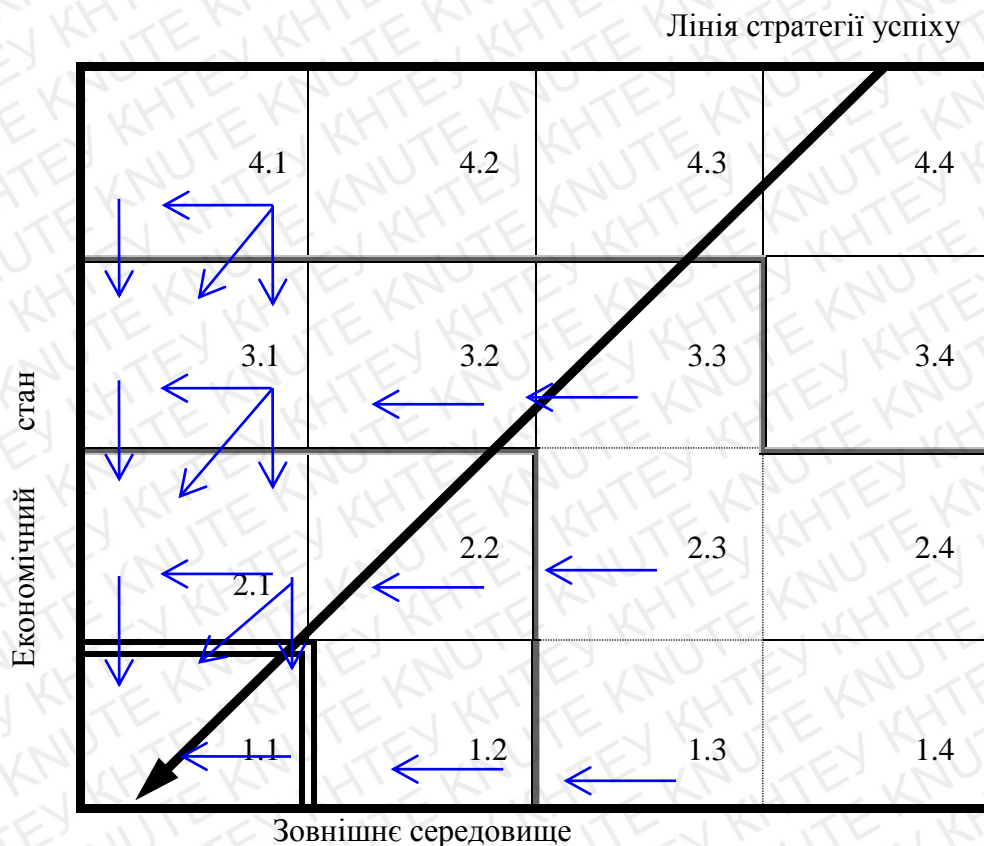 Лінія стратегії успіху
4.1 4.2 4.3 4.4
3.1 3.2 3.3 3.4
2.1 2.2 2.3 2.4
1.1 1.2 1.3 1.4
Економічний стан
Зовнішнє середовище